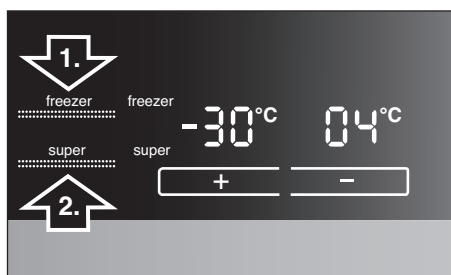 1.
freezer freezer
-30°C 04°C
super super
+ −
2.